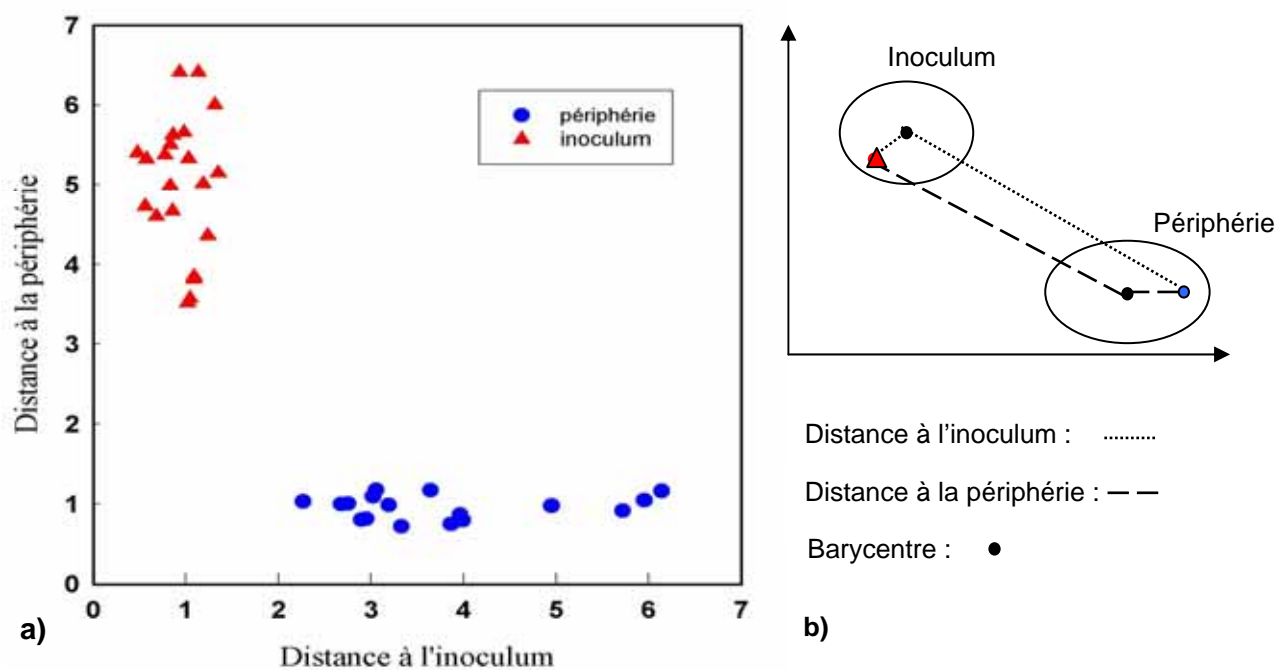 7
6
5
4
3
2
1
0
Distance à la périphérie
périphérie
inoculum
0 1 2 3 4 5 6 7
Distance à l'inoculum
a)
Inoculum
Périphérie
Distance à l'inoculum :
Distance à la périphérie :
Barycentre :
b)